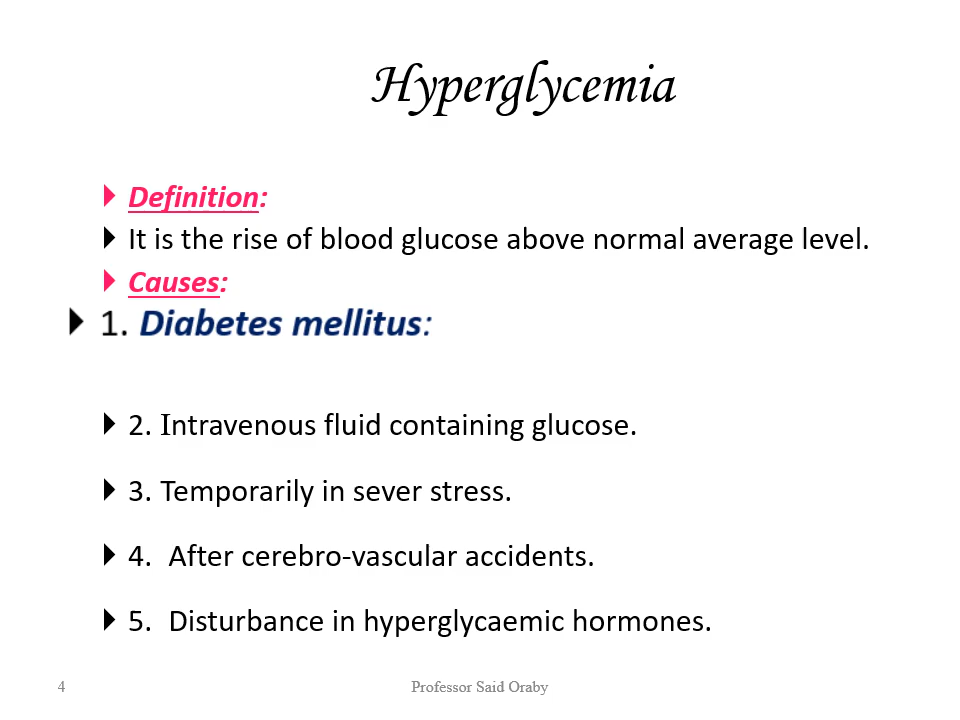 Hyperglycemia
Definition:
It is the rise of blood glucose above normal average level.
Causes:
1. Diabetes mellitus:
2. Intravenous fluid containing glucose.
3. Temporarily in sever stress.
4. After cerebro-vascular accidents.
5. Disturbance in hyperglycaemic hormones.
4
Professor Said Oraby